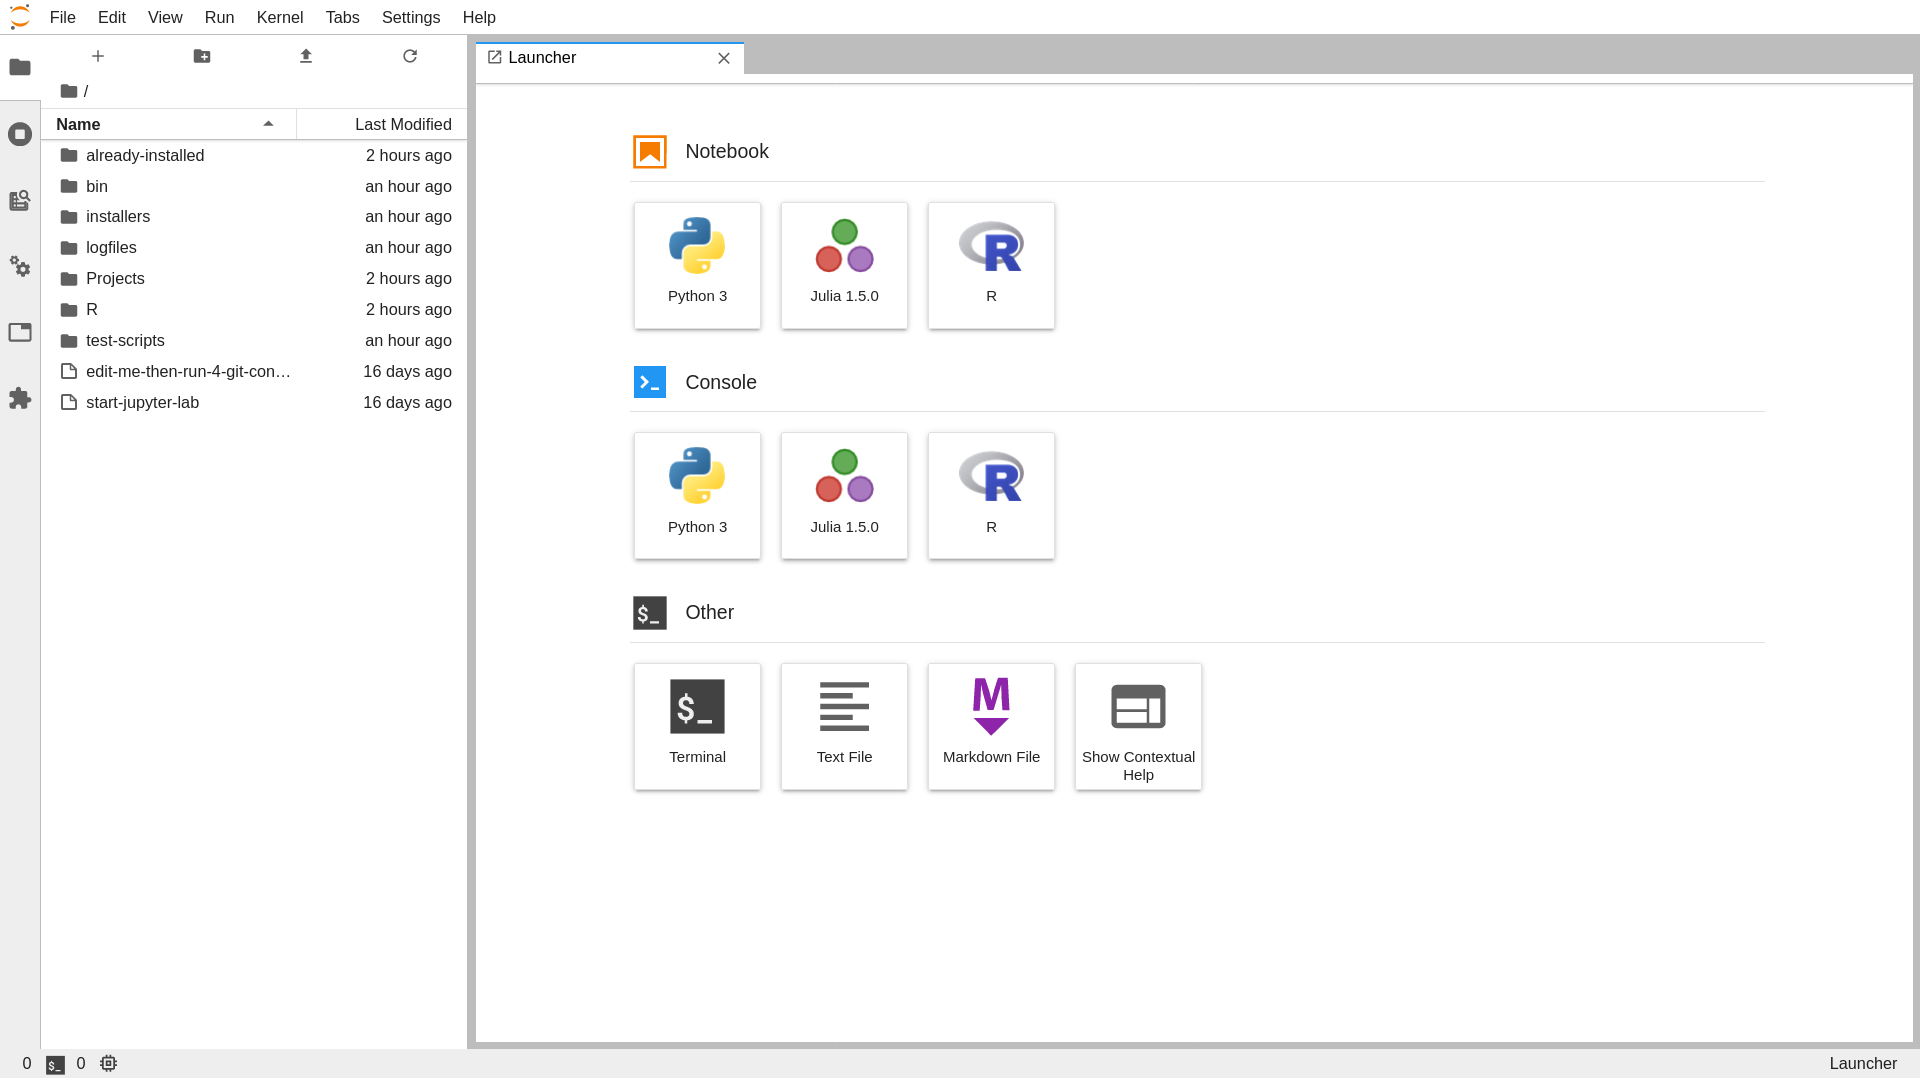 File Edit View Run Kernel Tabs Settings Help
Launcher
/
Name Last Modified
already-installed 2 hours ago
bin an hour ago
installers an hour ago
logfiles an hour ago
Projects 2 hours ago
R 2 hours ago
test-scripts an hour ago
edit-me-then-run-4-git-con… 16 days ago
start-jupyter-lab 16 days ago
Notebook
Python 3 Julia 1.5.0 R
Console
Python 3 Julia 1.5.0 R
$_ Other
$_ M
Terminal Text File Markdown File Show Contextual
Help
0 $_ 0 Launcher